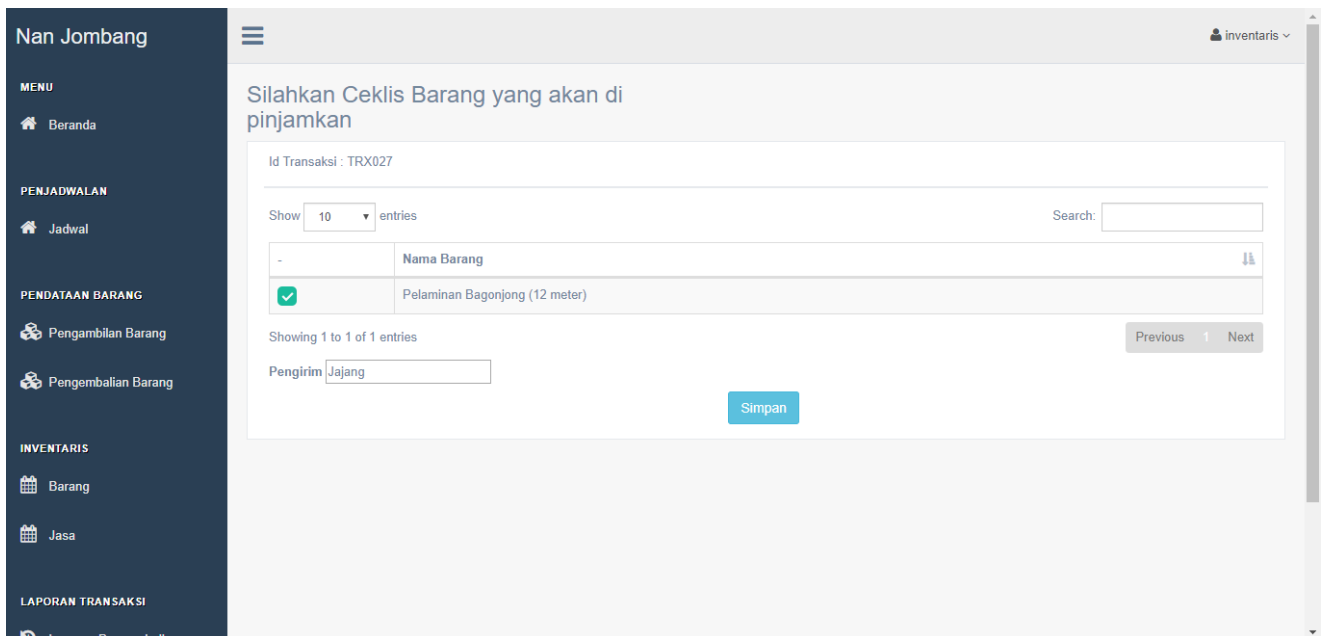 Nan Jombang
inventaris
MENU
Beranda
PENJADWALAN
Jadwal
PENDATAAN BARANG
Pengambilan Barang
Pengembalian Barang
INVENTARIS
Barang
Jasa
LAPORAN TRANSAKSI
Silahkan Ceklis Barang yang akan di
pinjamkan
Id Transaksi : TRX027
Show 10 entries
Search:
- Nama Barang
Pelaminan Bagonjong (12 meter)
Showing 1 to 1 of 1 entries
Previous 1 Next
Pengirim Jajang
Simpan